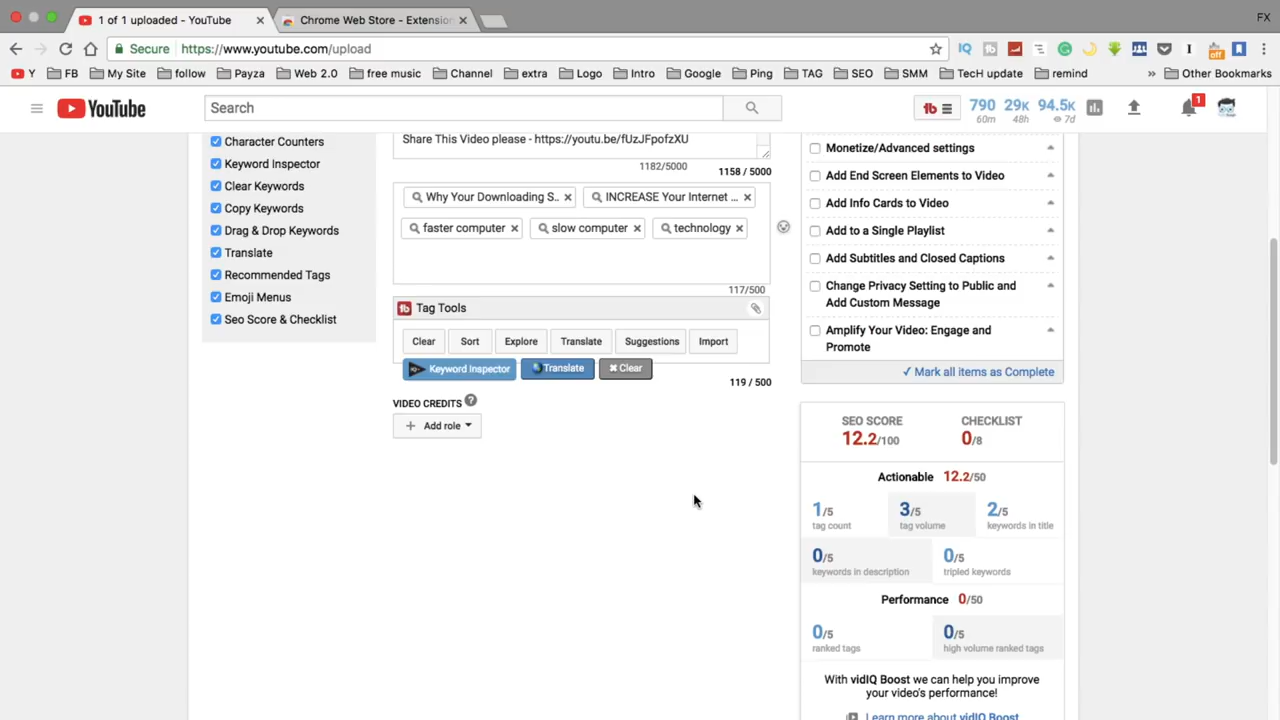 1 of 1 uploaded - YouTube
Chrome Web Store - Extension
FX
Secure
https://www.youtube.com/upload
Y
FB
My Site
follow
Payza
Web 2.0
free music
Channel
extra
Logo
Intro
Google
Ping
TAG
SEO
SMM
TecH update
remind
»
Other Bookmarks
YouTube
Search
790 29K 94.5K
60m 48h 7d
1
Character Counters
Keyword Inspector
Clear Keywords
Copy Keywords
Drag & Drop Keywords
Translate
Recommended Tags
Emoji Menus
Seo Score & Checklist
Share This Video please - https://youtu.be/fUzJFpofzXU
1182/5000
1158 / 5000
Why Your Downloading S..
INCREASE Your Internet ...
faster computer
slow computer
technology
117/500
Tag Tools
Clear
Sort
Explore
Translate
Suggestions
Import
Keyword Inspector
Translate
Clear
119 / 500
VIDEO CREDITS ?
+ Add role
Monetize/Advanced settings
Add End Screen Elements to Video
Add Info Cards to Video
Add to a Single Playlist
Add Subtitles and Closed Captions
Change Privacy Setting to Public and
Add Custom Message
Amplify Your Video: Engage and
Promote
✓ Mark all items as Complete
SEO SCORE
12.2/100
CHECKLIST
0/8
Actionable 12.2/50
1/5
tag count
3/5
tag volume
2/5
keywords in title
0/5
keywords in description
0/5
tripled keywords
Performance 0/50
0/5
ranked tags
0/5
high volume ranked tags
With vidIQ Boost we can help you improve
your video's performance!
Learn more about vidIQ Boost